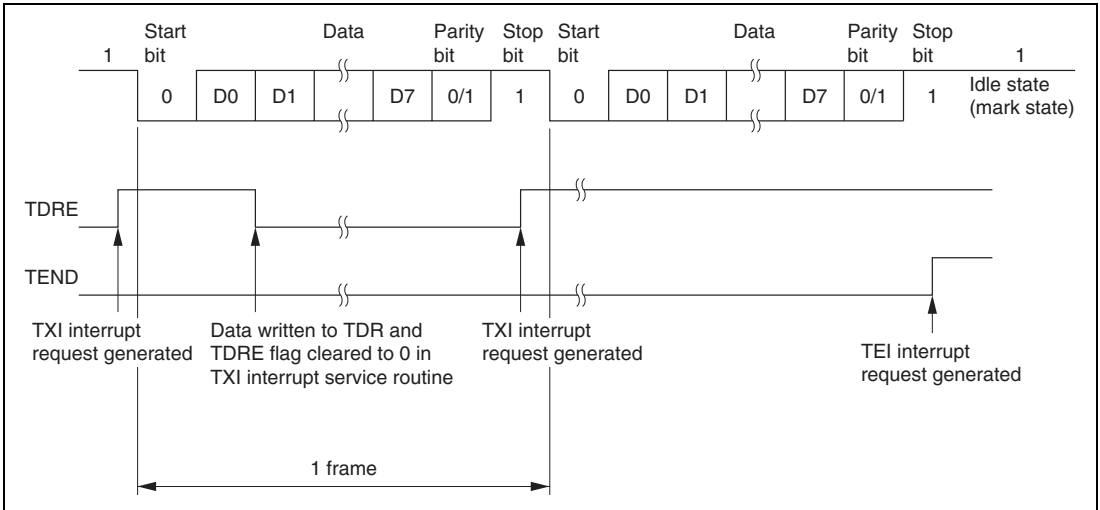 Start Data Parity Stop Start Data Parity Stop
1 bit bit bit bit bit bit 1
0 D0 D1 D7 0/1 1 0 D0 D1 D7 0/1 1 Idle state
(mark state)
TDRE
TEND
TXI interrupt
request generated
Data written to TDR and
TDRE flag cleared to 0 in
TXI interrupt service routine
TXI interrupt
request generated
TEI interrupt
request generated
1 frame